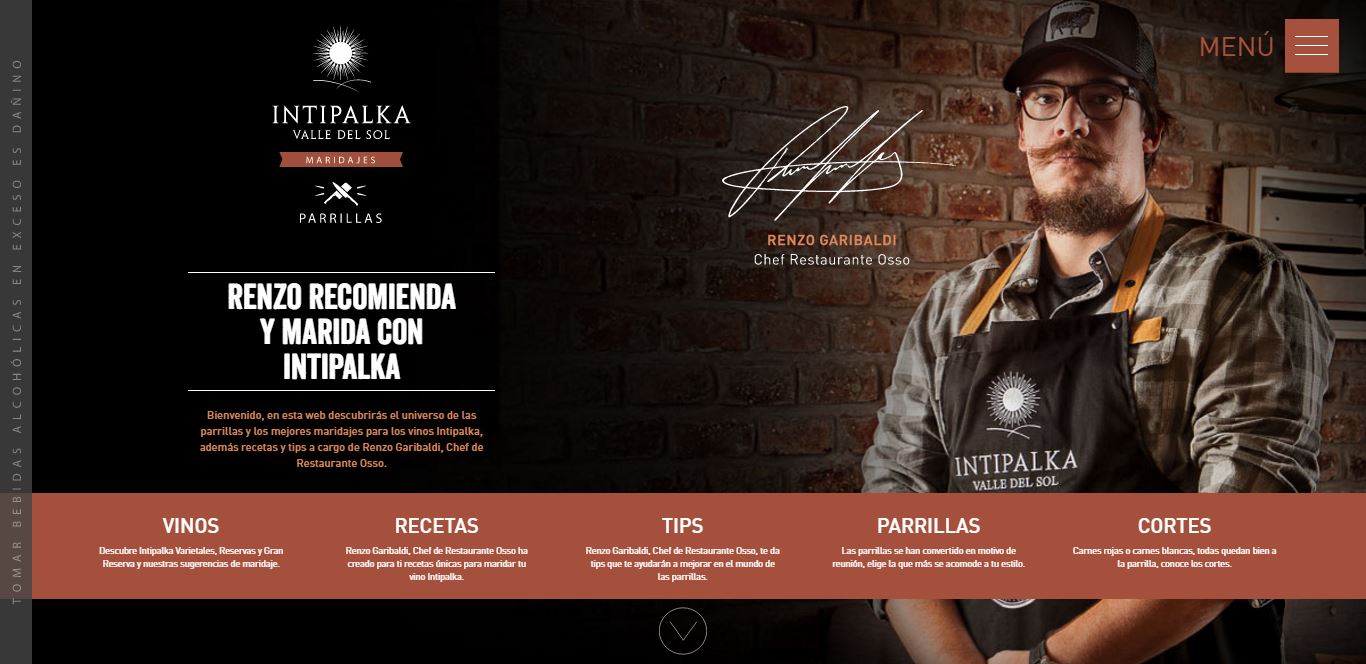 TOMAR BEBIDAS ALCOHÓLICAS EN EXCESO ES DAÑINO
INTIPALKA
VALLE DEL SOL
MARIDAJES
PARRILLAS
RENZO RECOMIENDA
Y MARIDA CON
INTIPALKA
Bienvenido, en esta web descubrirás el universo de las
parrillas y los mejores maridajes para los vinos Intipalka,
además recetas y tips a cargo de Renzo Garibaldi, Chef de
Restaurante Osso.
RENZO GARIBALDI
Chef Restaurante Osso
MENÚ
INTIPALKA
VALLE DEL SOL
VINOS
Descubre Intipalka Varietales, Reservas y Gran
Reserva y nuestras sugerencias de maridaje.
RECETAS
Renzo Garibaldi, Chef de Restaurante Osso ha
creado para ti recetas únicas para maridar tu
vino Intipalka.
TIPS
Renzo Garibaldi, Chef de Restaurante Osso, te da
tips que te ayudarán a mejorar en el mundo de
las parrillas.
PARRILLAS
Las parrillas se han convertido en motivo de
reunión, elige la que más se acomode a tu estilo.
CORTES
Carnes rojas o carnes blancas, todas quedan bien a
la parrilla, conoce los cortes.